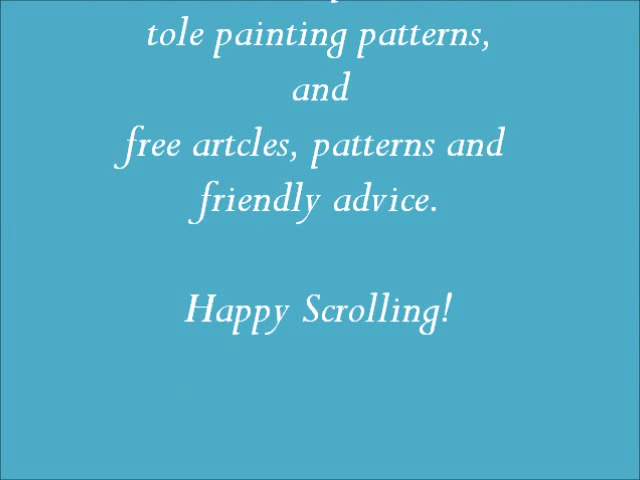 tole painting patterns,
and
free artcles, patterns and
friendly advice.
Happy Scrolling!